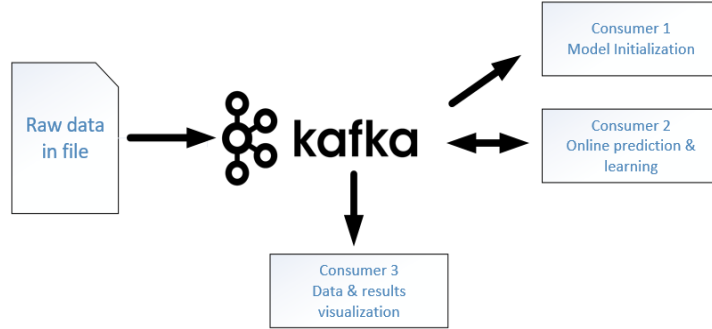 Raw data
in file
kafka
Consumer 1
Model Initialization
Consumer 2
Online prediction &
learning
Consumer 3
Data & results
visualization